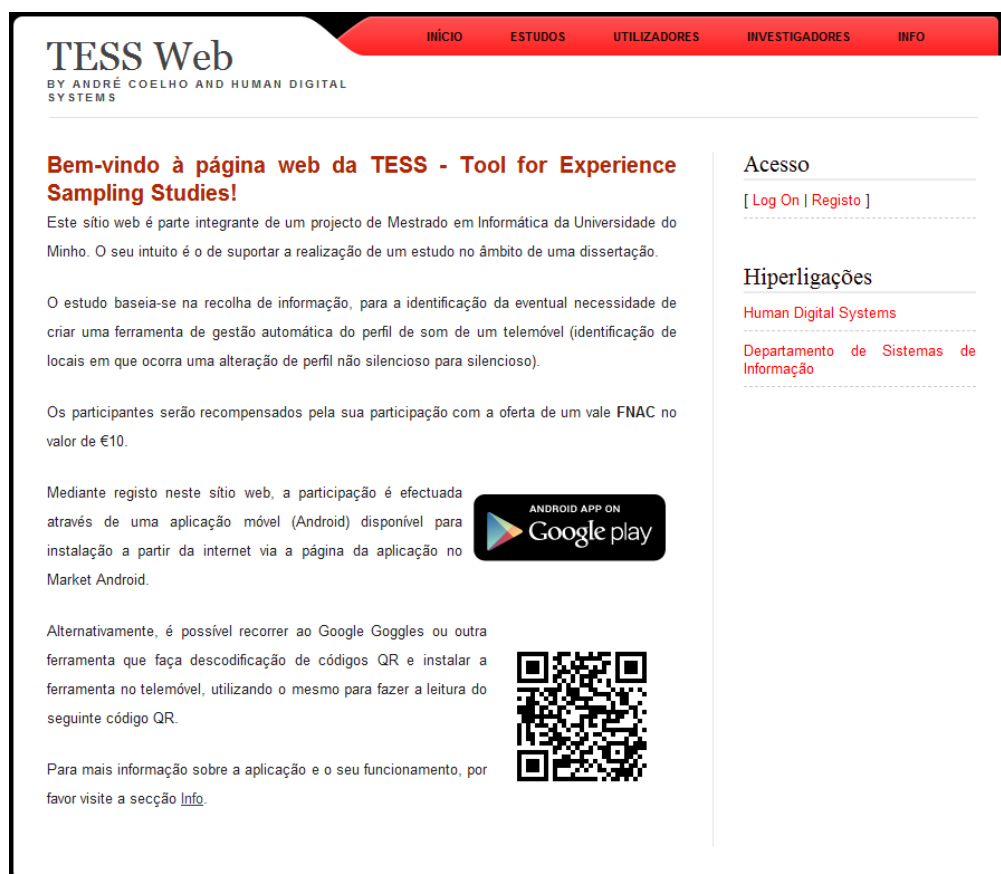 TESS Web
BY ANDRÉ COELHO AND HUMAN DIGITAL
SYSTEMS
INÍCIO ESTUDOS UTILIZADORES INVESTIGADORES INFO
Bem-vindo à página web da TESS - Tool for Experience
Sampling Studies!
Este sítio web é parte integrante de um projecto de Mestrado em Informática da Universidade do
Minho. O seu intuito é o de suportar a realização de um estudo no âmbito de uma dissertação.
O estudo baseia-se na recolha de informação, para a identificação da eventual necessidade de
criar uma ferramenta de gestão automática do perfil de som de um telemóvel (identificação de
locais em que ocorra uma alteração de perfil não silencioso para silencioso).
Os participantes serão recompensados pela sua participação com a oferta de um vale FNAC no
valor de €10.
Mediante registo neste sítio web, a participação é efectuada
através de uma aplicação móvel (Android) disponível para
instalação a partir da internet via a página da aplicação no
Market Android.
ANDROID APP ON
Google play
Alternativamente, é possível recorrer ao Google Goggles ou outra
ferramenta que faça descodificação de códigos QR e instalar a
ferramenta no telemóvel, utilizando o mesmo para fazer a leitura do
seguinte código QR.
Para mais informação sobre a aplicação e o seu funcionamento, por
favor visite a secção Info.
Acesso
[ Log On | Registo ]
Hiperligações
Human Digital Systems
Departamento de Sistemas de
Informação